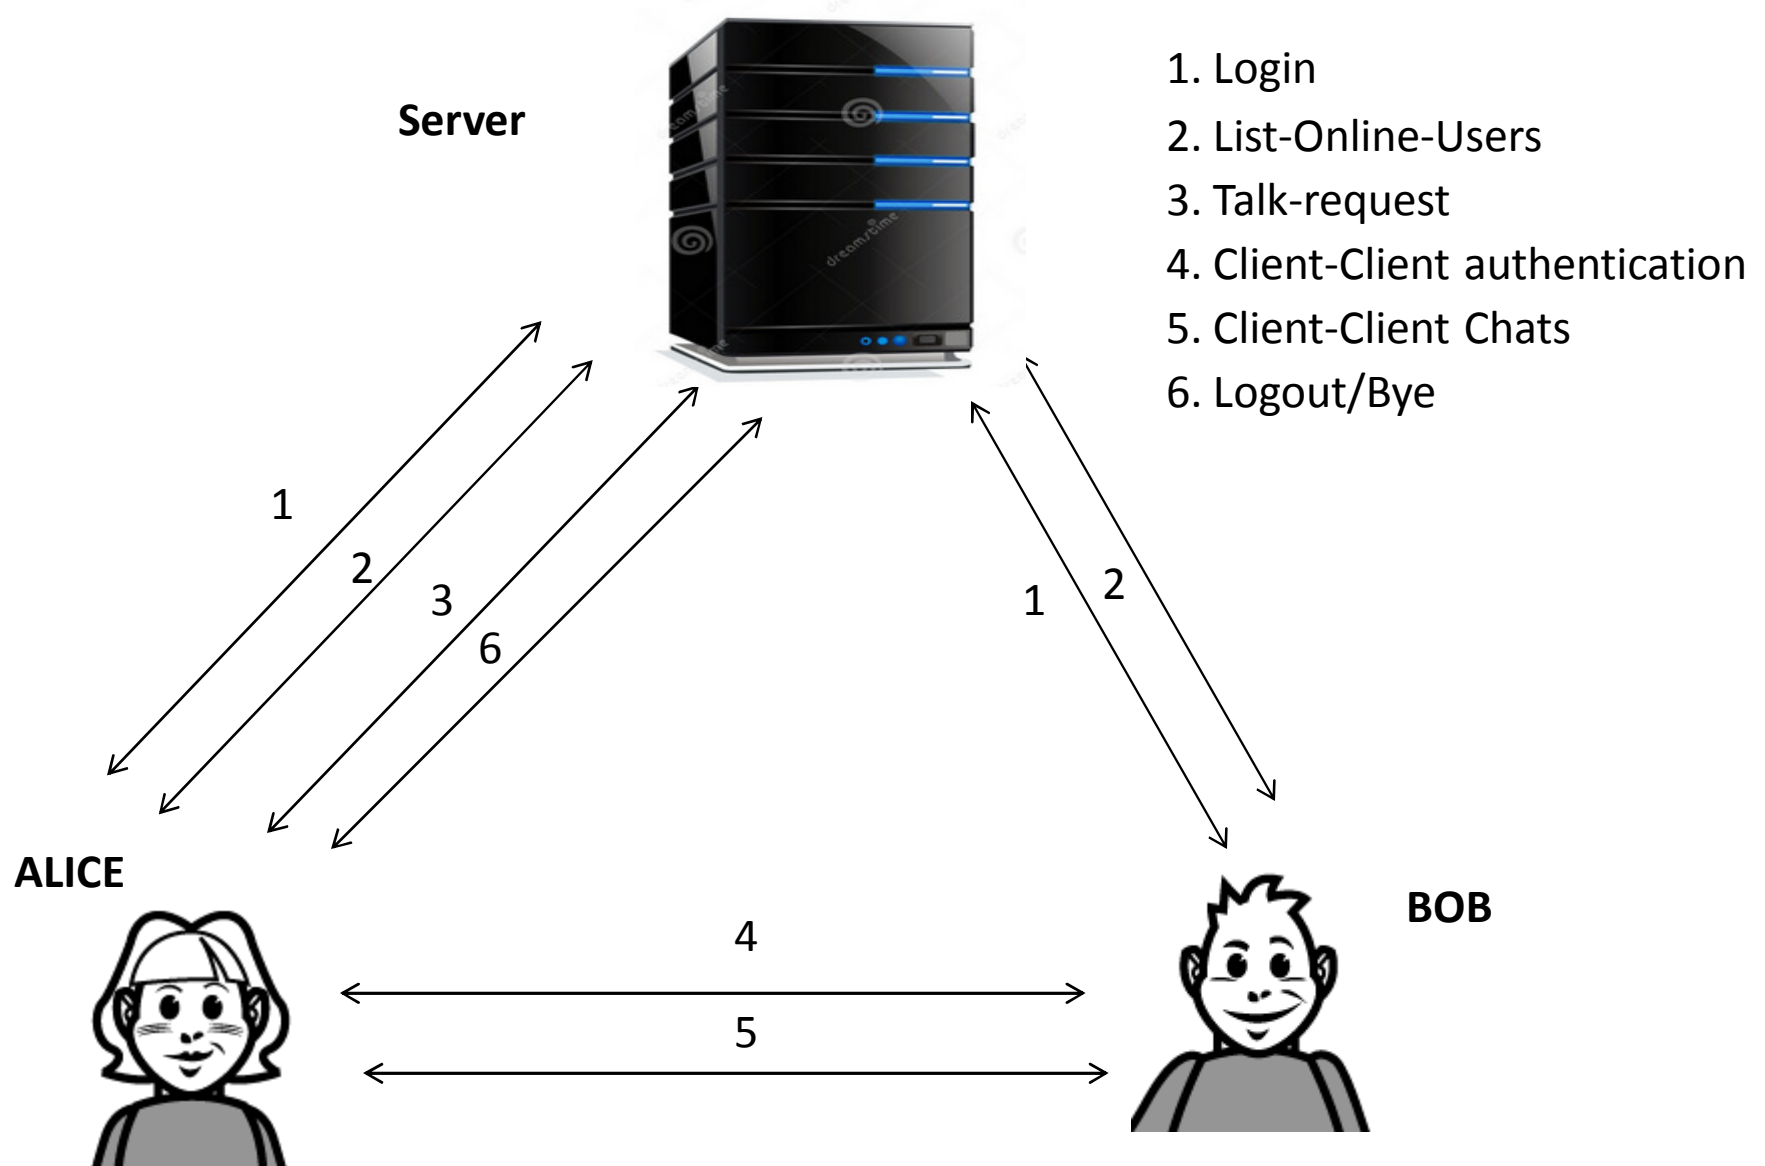 Server
1. Login
2. List-Online-Users
3. Talk-request
4. Client-Client authentication
5. Client-Client Chats
6. Logout/Bye
dreamstime
1
2
3
6
1
2
ALICE
BOB
4
5